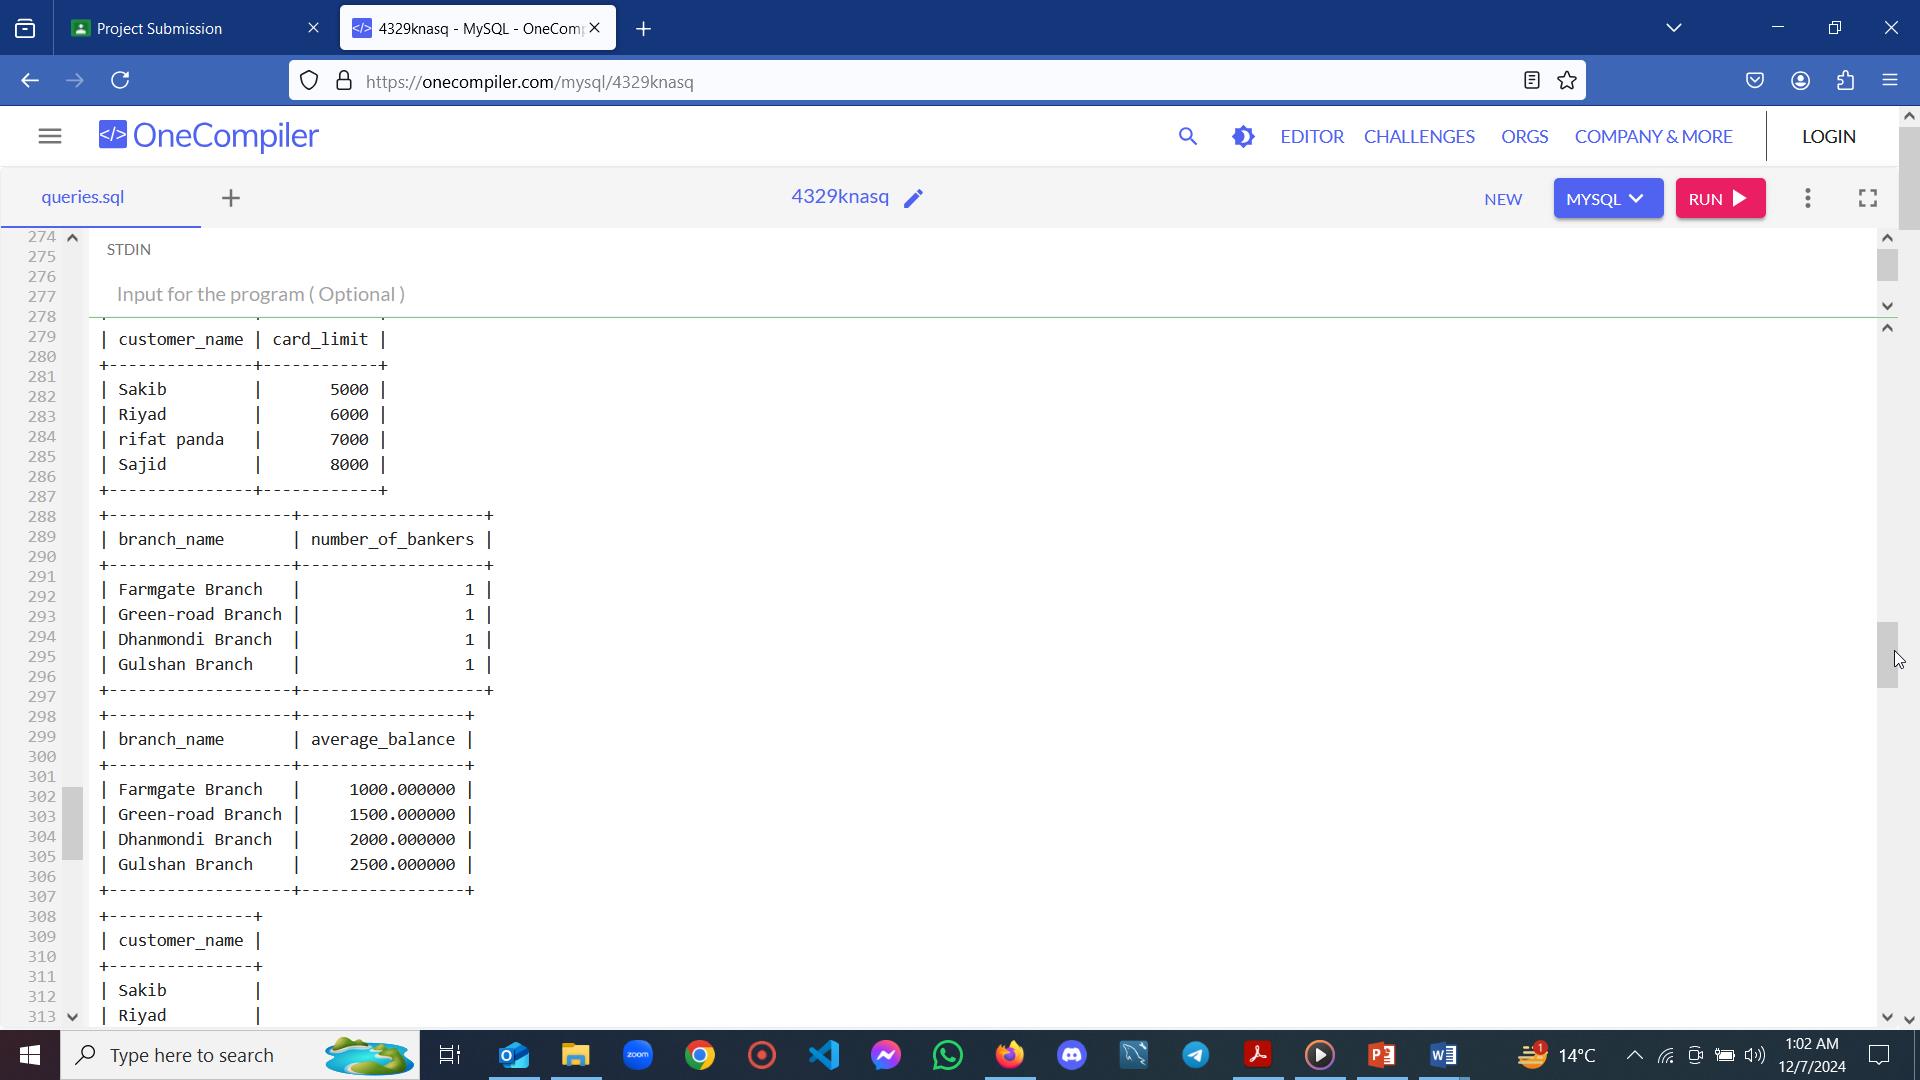 Project Submission
4329knasq - MySQL - OneComp
https://onecompiler.com/mysql/4329knasq
</> OneCompiler
EDITOR CHALLENGES ORGS COMPANY & MORE LOGIN
queries.sql
4329knasq
NEW MYSQL RUN
274
275
276
277
278
279
280
281
282
283
284
285
286
287
288
289
290
291
292
293
294
295
296
297
298
299
300
301
302
303
304
305
306
307
308
309
310
311
312
313
STDIN
Input for the program ( Optional )
| customer_name | card_limit |
+---------------+------------+
| Sakib         |       5000 |
| Riyad         |       6000 |
| rifat panda   |       7000 |
| Sajid         |       8000 |
+---------------+------------+
+-------------------+-------------------+
| branch_name       | number_of_bankers |
+-------------------+-------------------+
| Farmgate Branch   |                 1 |
| Green-road Branch |                 1 |
| Dhanmondi Branch  |                 1 |
| Gulshan Branch    |                 1 |
+-------------------+-------------------+
+-------------------+-----------------+
| branch_name       | average_balance |
+-------------------+-----------------+
| Farmgate Branch   |     1000.000000 |
| Green-road Branch |     1500.000000 |
| Dhanmondi Branch  |     2000.000000 |
| Gulshan Branch    |     2500.000000 |
+-------------------+-----------------+
+---------------+
| customer_name |
+---------------+
| Sakib         |
| Riyad         |
Type here to search
zoom
1
14°C
1:02 AM
12/7/2024